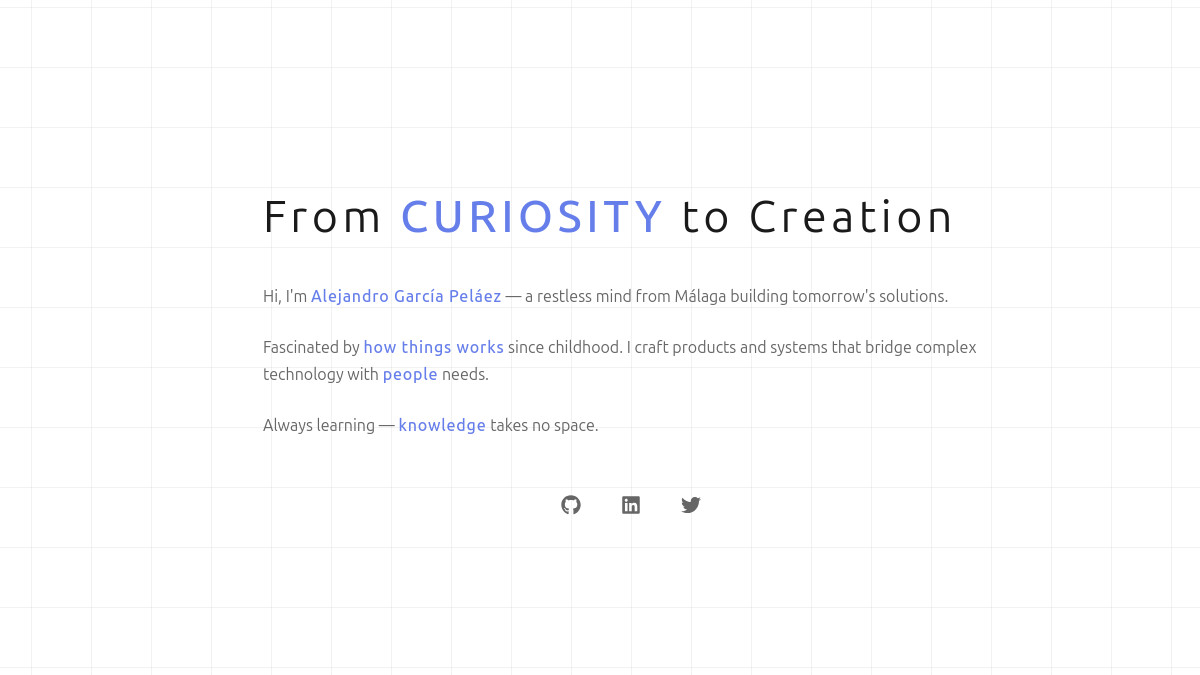 From CURIOSITY to Creation
Hi, I'm Alejandro García Peláez — a restless mind from Málaga building tomorrow's solutions.
Fascinated by how things works since childhood. I craft products and systems that bridge complex
technology with people needs.
Always learning — knowledge takes no space.